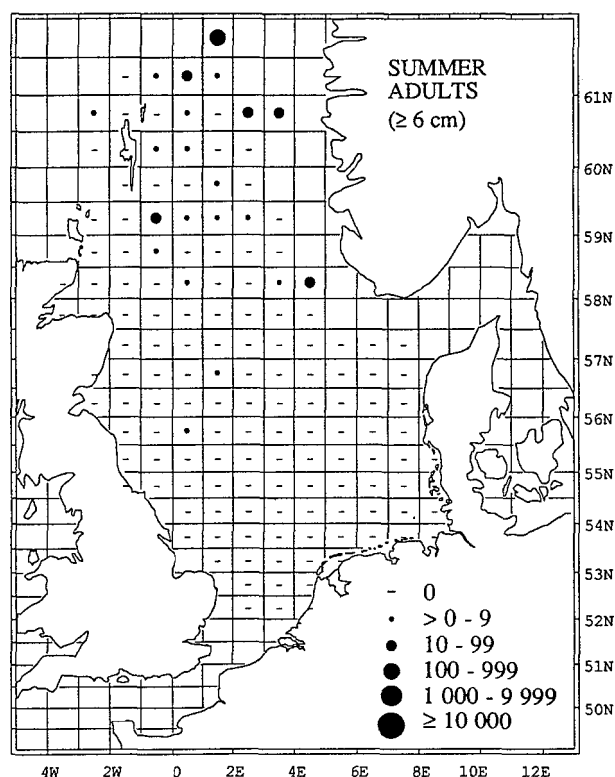 SUMMER
ADULTS
(≥ 6 cm)
61N
60N
59N
58N
57N
56N
55N
54N
53N
52N
51N
50N
- 0
> 0 - 9
10 - 99
100 - 999
1 000 - 9 999
≥ 10 000
4W 2W 0 2E 4E 6E 8E 10E 12E